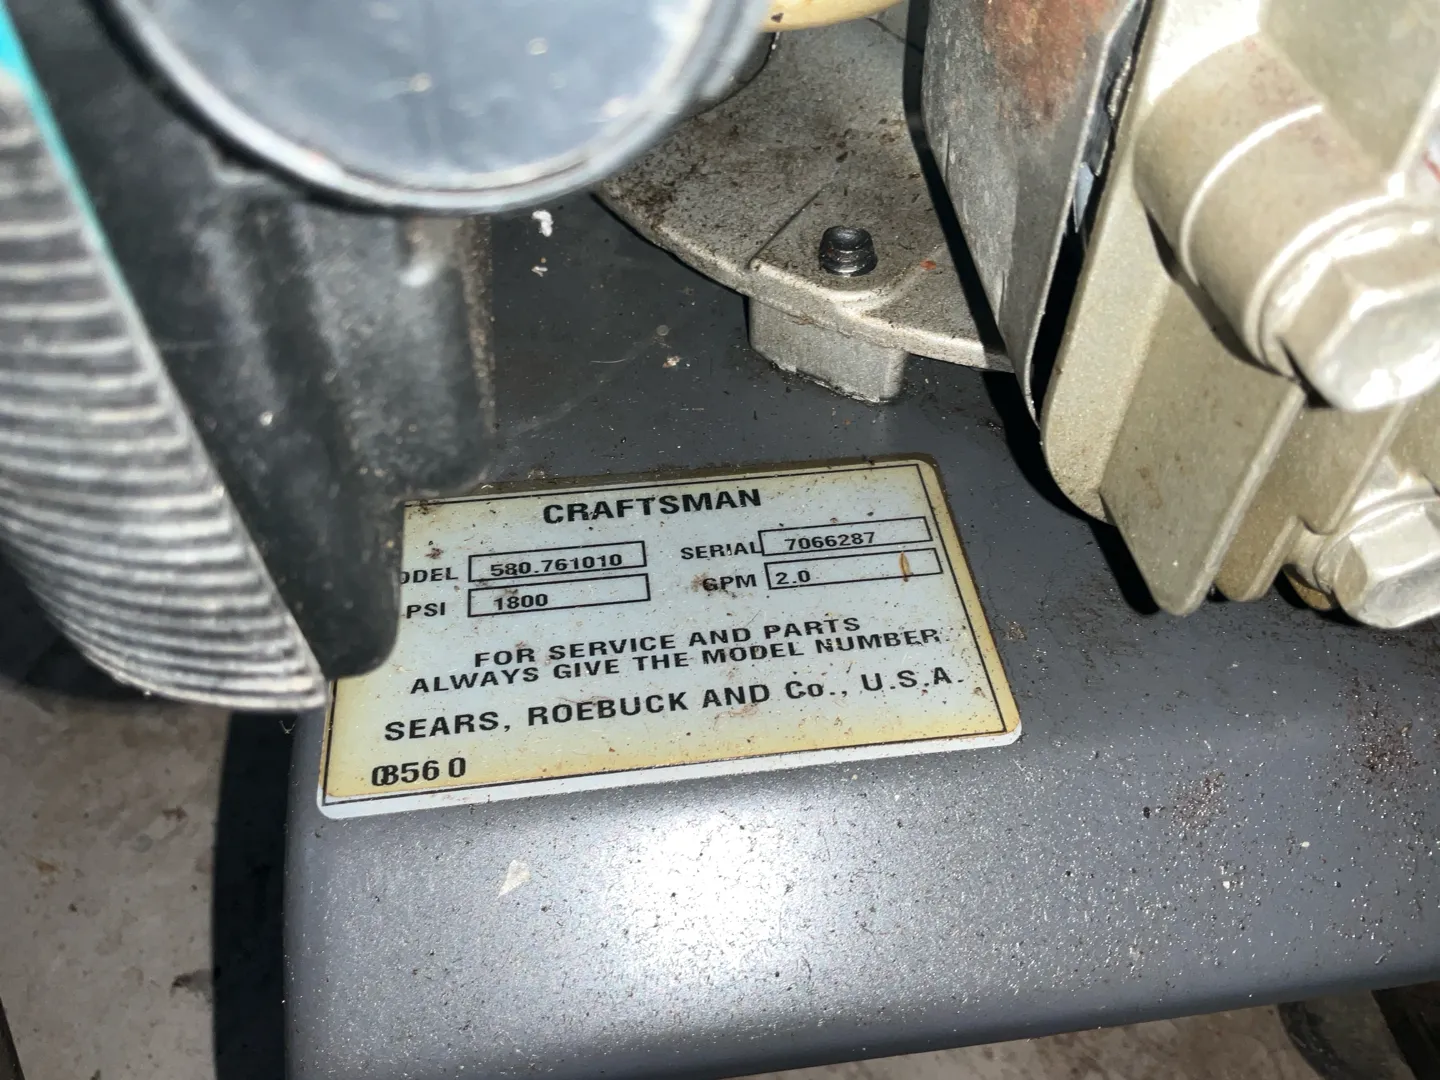 CRAFTSMAN
ODEL 580.761010 SERIAL 7066287
PSI 1800 GPM 2.0
FOR SERVICE AND PARTS
ALWAYS GIVE THE MODEL NUMBER.
SEARS, ROEBUCK AND Co., U.S.A.